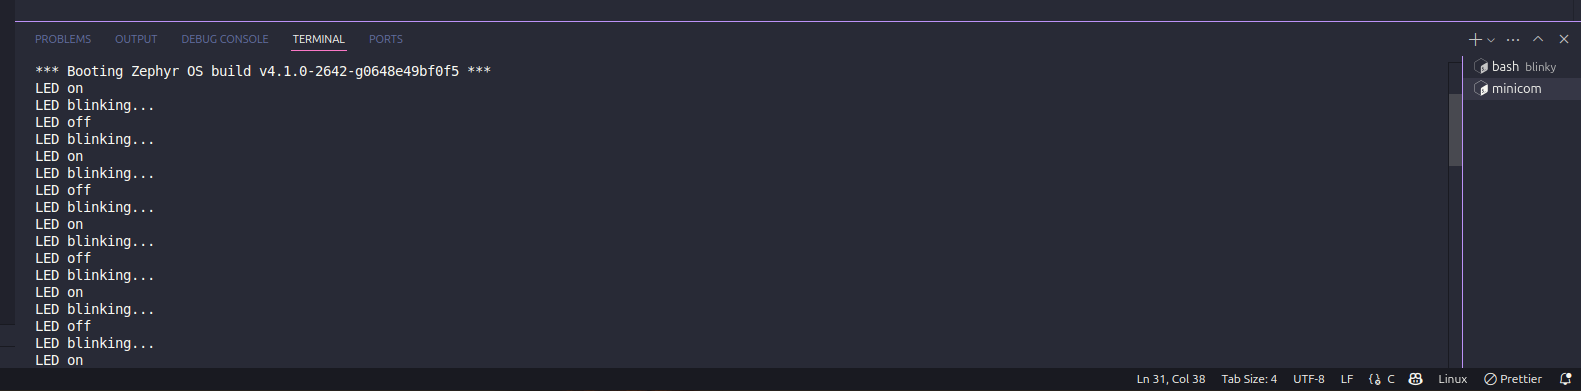 PROBLEMS OUTPUT DEBUG CONSOLE TERMINAL PORTS
*** Booting Zephyr OS build v4.1.0-2642-g0648e49bf0f5 ***
LED on
LED blinking...
LED off
LED blinking...
LED on
LED blinking...
LED off
LED blinking...
LED on
LED blinking...
LED off
LED blinking...
LED on
LED blinking...
LED off
LED blinking...
LED on
bash blinky
minicom
Ln 31, Col 38 Tab Size: 4 UTF-8 LF C Linux Prettier